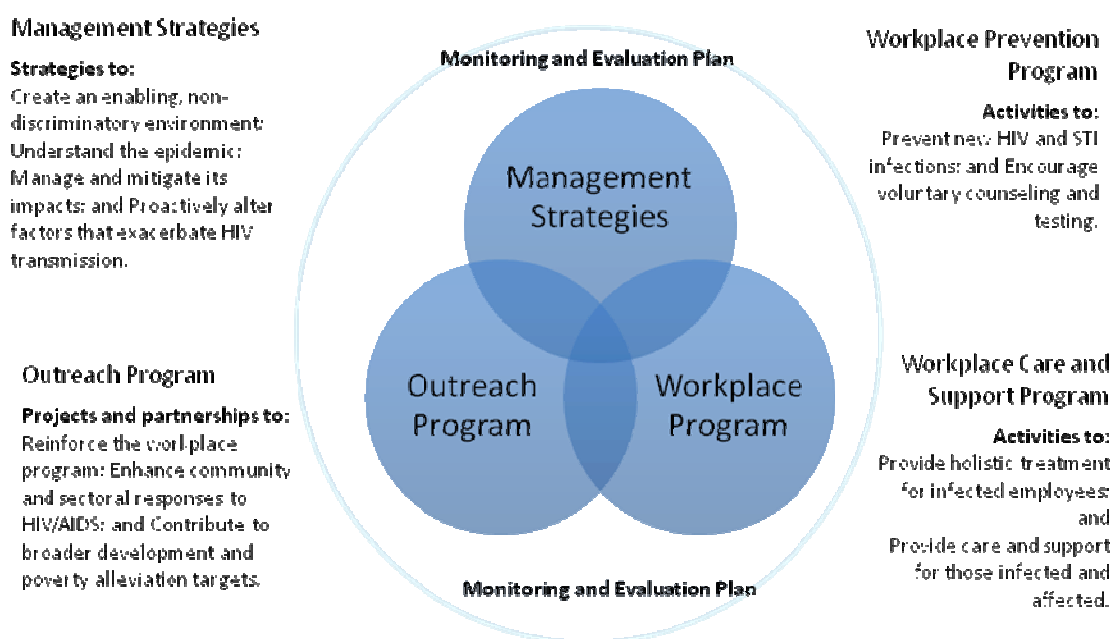 Management Strategies
Strategies to:
Create an enabling, non-
discriminatory environment;
Understand the epidemic;
Manage and mitigate its
impacts; and Proactively alter
factors that exacerbate HIV
transmission.
Outreach Program
Projects and partnerships to:
Reinforce the workplace
program; Enhance community
and sectoral responses to
HIV/AIDS; and Contribute to
broader development and
poverty alleviation targets.
Monitoring and Evaluation Plan
Management
Strategies
Outreach
Program
Workplace
Program
Monitoring and Evaluation Plan
Workplace Prevention
Program
Activities to:
Prevent new HIV and STI
infections; and Encourage
voluntary counseling and
testing.
Workplace Care and
Support Program
Activities to:
Provide holistic treatment
for infected employees;
and
Provide care and support
for those infected and
affected.